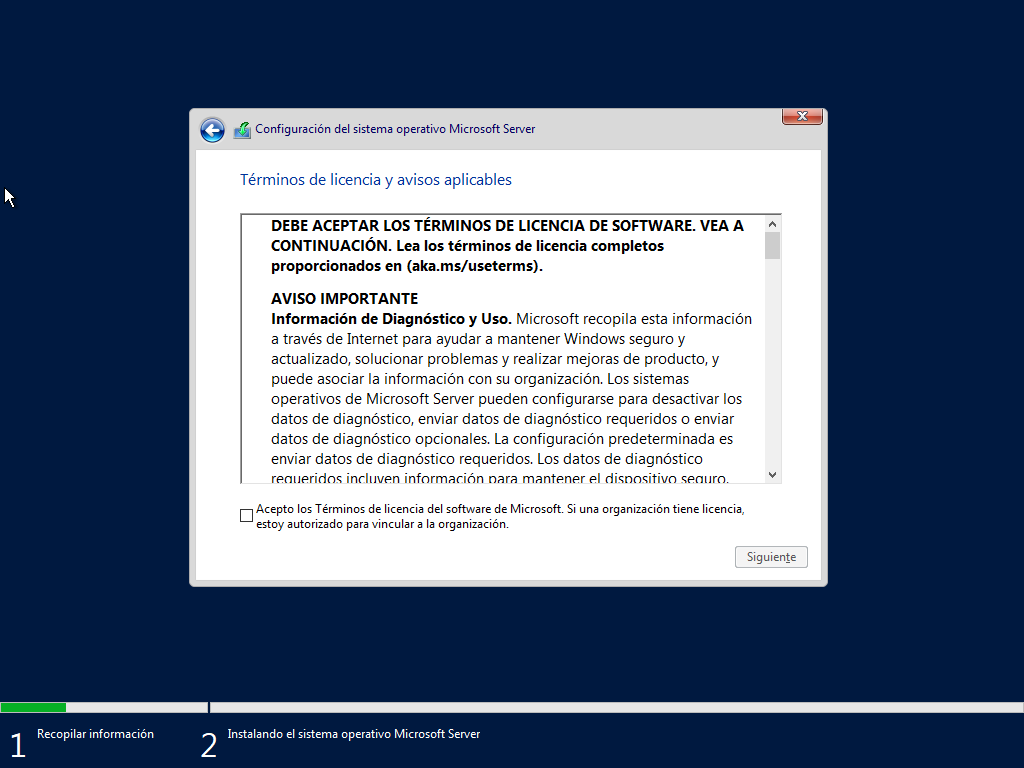 Configuración del sistema operativo Microsoft Server
Términos de licencia y avisos aplicables
DEBE ACEPTAR LOS TÉRMINOS DE LICENCIA DE SOFTWARE. VEA A
CONTINUACIÓN. Lea los términos de licencia completos
proporcionados en (aka.ms/useterms).
AVISO IMPORTANTE
Información de Diagnóstico y Uso. Microsoft recopila esta información
a través de Internet para ayudar a mantener Windows seguro y
actualizado, solucionar problemas y realizar mejoras de producto, y
puede asociar la información con su organización. Los sistemas
operativos de Microsoft Server pueden configurarse para desactivar los
datos de diagnóstico, enviar datos de diagnóstico requeridos o enviar
datos de diagnóstico opcionales. La configuración predeterminada es
enviar datos de diagnóstico requeridos. Los datos de diagnóstico
requeridos incluyen información para mantener el dispositivo seguro,
Acepto los Términos de licencia del software de Microsoft. Si una organización tiene licencia,
estoy autorizado para vincular a la organización.
Siguiente
1 Recopilar información
2 Instalando el sistema operativo Microsoft Server